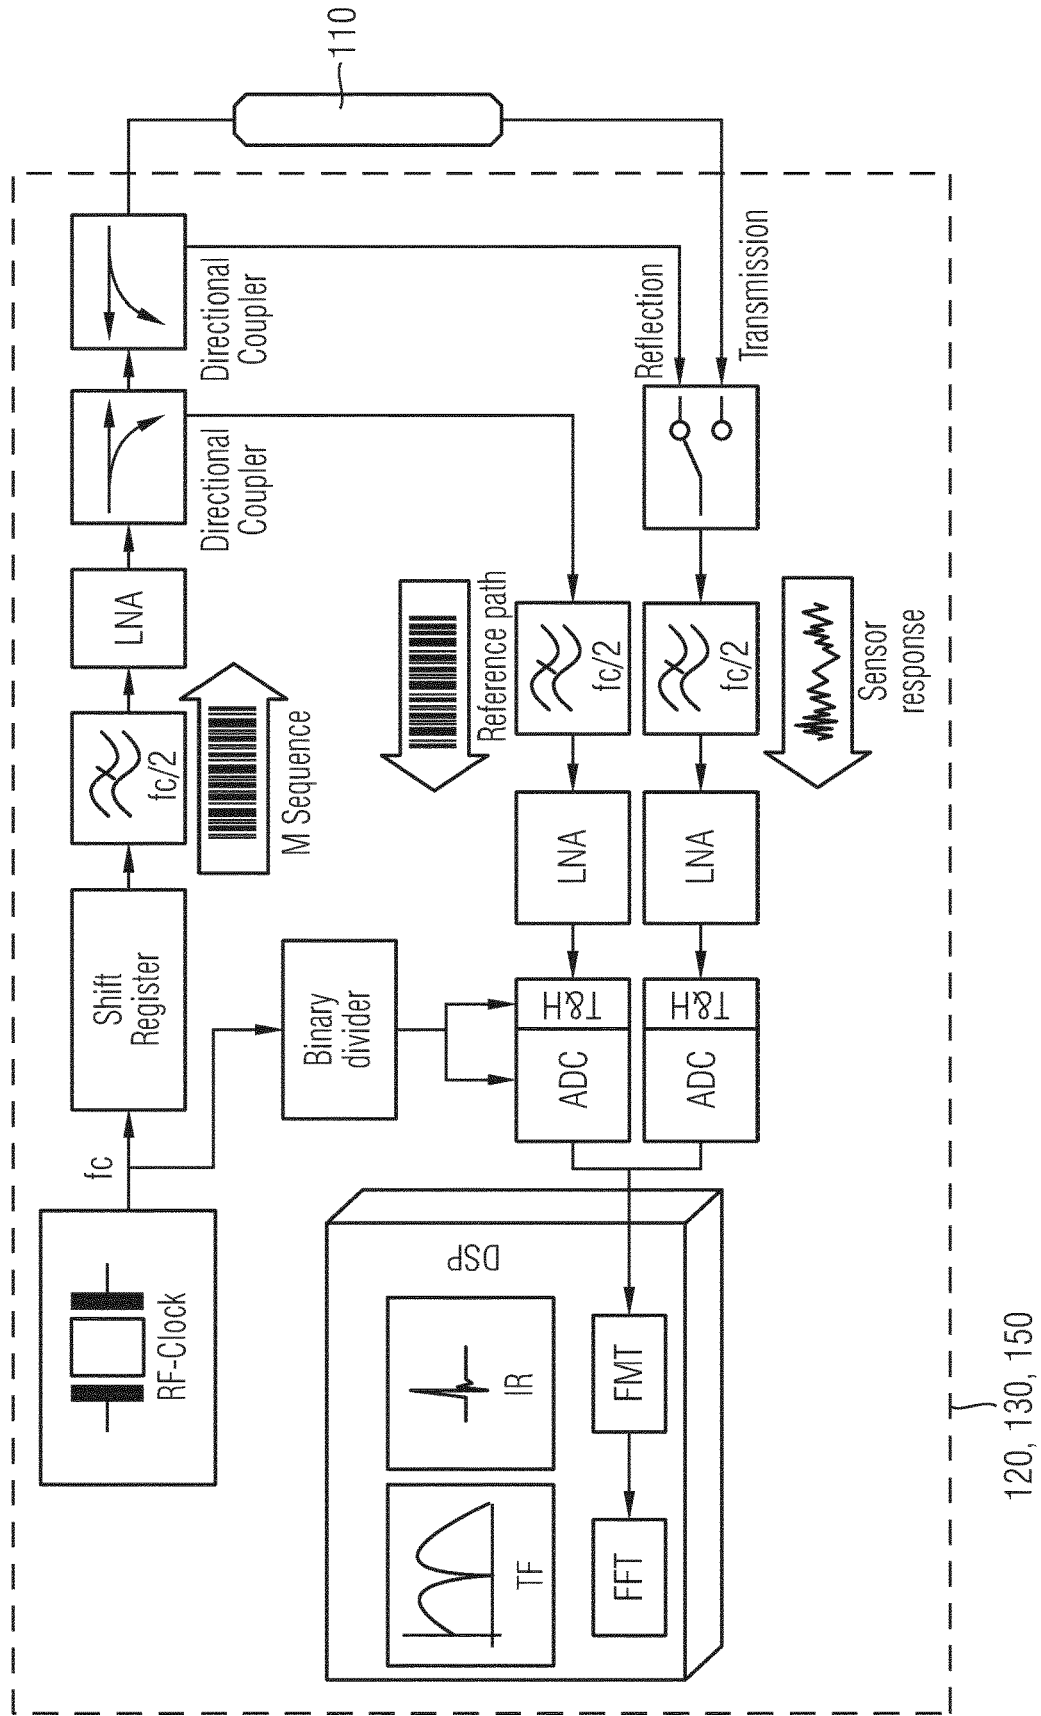 RF-Clock
fc
Shift
Register
fc/2
LNA
Directional
Coupler
Directional
Coupler
110
M Sequence
Binary
divider
Reference path
Reflection
Transmission
DSP
TF
IR
FFT
FMT
ADC
T&H
LNA
fc/2
ADC
T&H
LNA
fc/2
Sensor
response
120, 130, 150